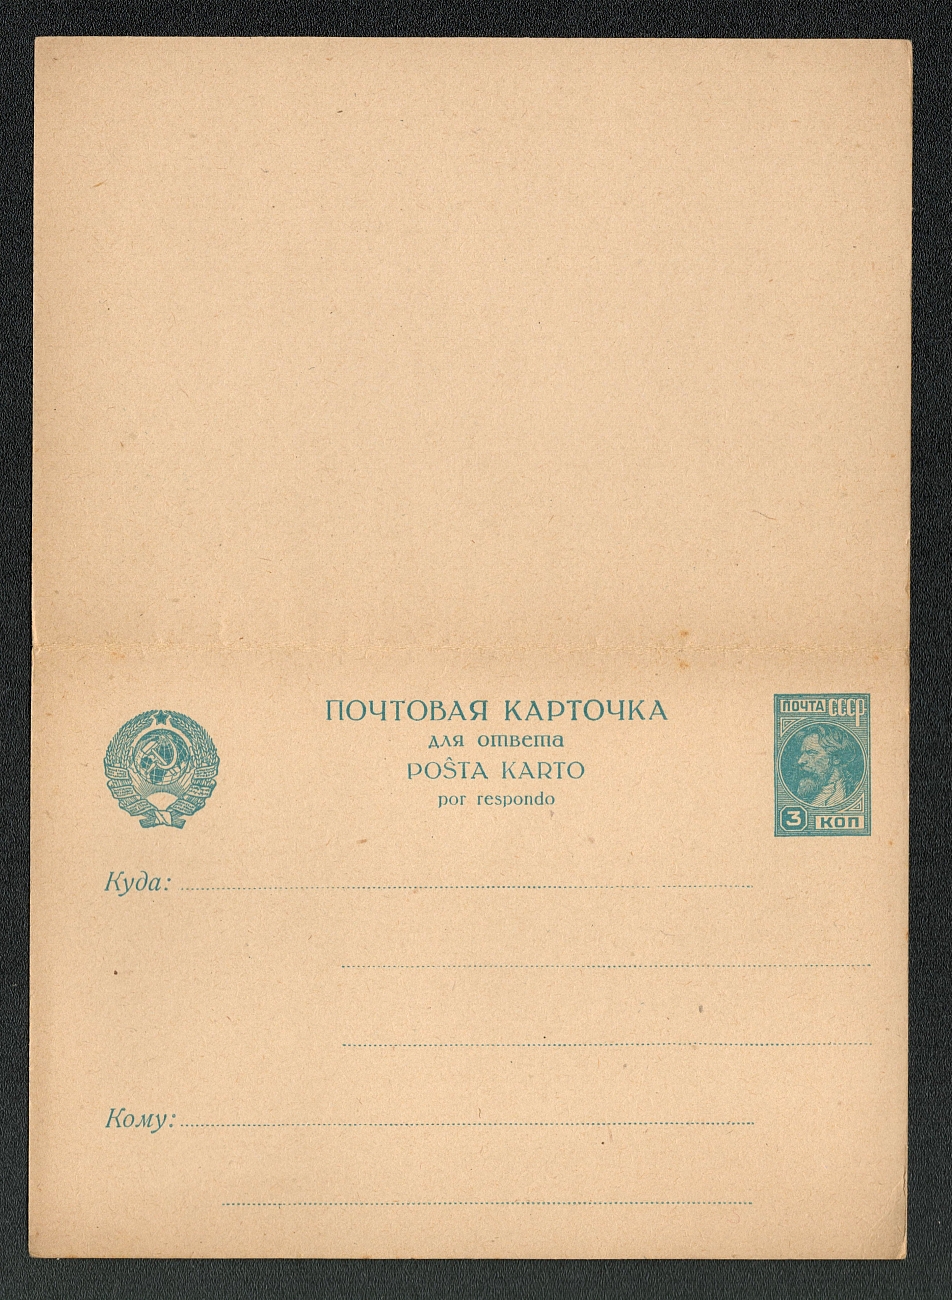 ПОЧТОВАЯ КАРТОЧКА
для ответа
POŜTA KARTO
por respondo
ПОЧТА СССР
3 КОП
Куда:
Кому: